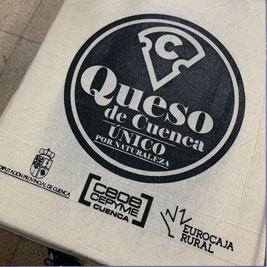 C
Queso
de Cuenca
ÚNICO
POR NATURALEZA
DIPUTACIÓN PROVINCIAL DE CUENCA
CEOE
CEPYME
CUENCA
EUROCAJA
RURAL